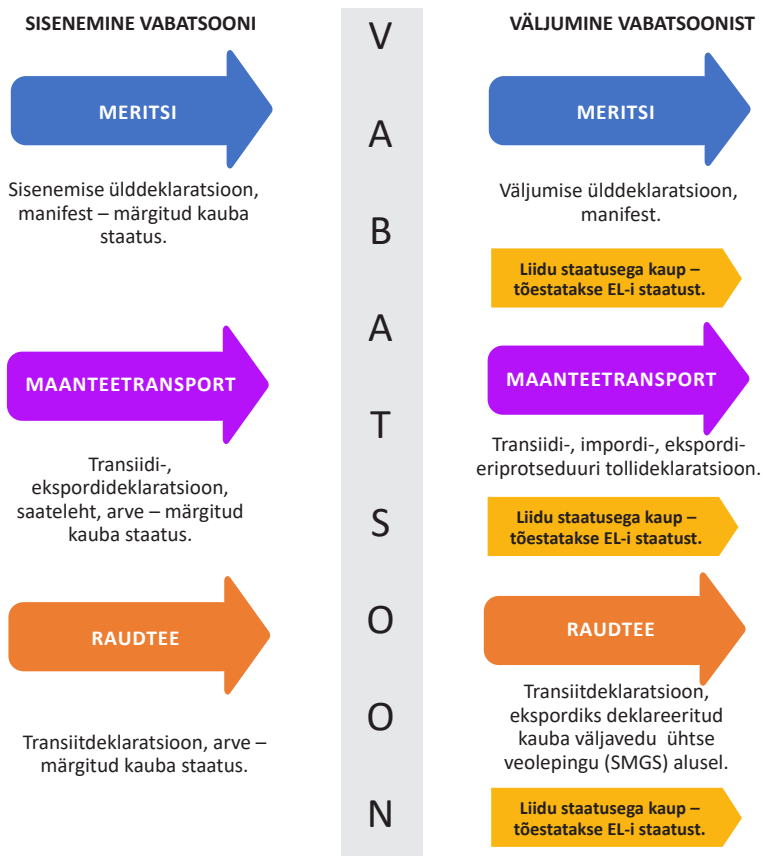 SISENEMINE VABATSOONI
MERITSI
Sisenemise ülddeklaratsioon,
manifest – märgitud kauba
staatus.
MAANTEETRANSPORT
Transiidi-,
ekspordideklaratsioon,
saateleht, arve – märgitud
kauba staatus.
RAUDTEE
Transiitdeklaratsioon, arve –
märgitud kauba staatus.
V
A
B
A
T
S
O
O
N
VÄLJUMINE VABATSOONIST
MERITSI
Väljumise ülddeklaratsioon,
manifest.
Liidu staatusega kaup –
tõestatakse EL-i staatust.
MAANTEETRANSPORT
Transiidi-, impordi-, ekspordi-
eriprotseduuri tollideklaratsioon.
Liidu staatusega kaup –
tõestatakse EL-i staatust.
RAUDTEE
Transiitdeklaratsioon,
ekspordiks deklareeritud
kauba väljavedu ühtse
veolepingu (SMGS) alusel.
Liidu staatusega kaup –
tõestatakse EL-i staatust.